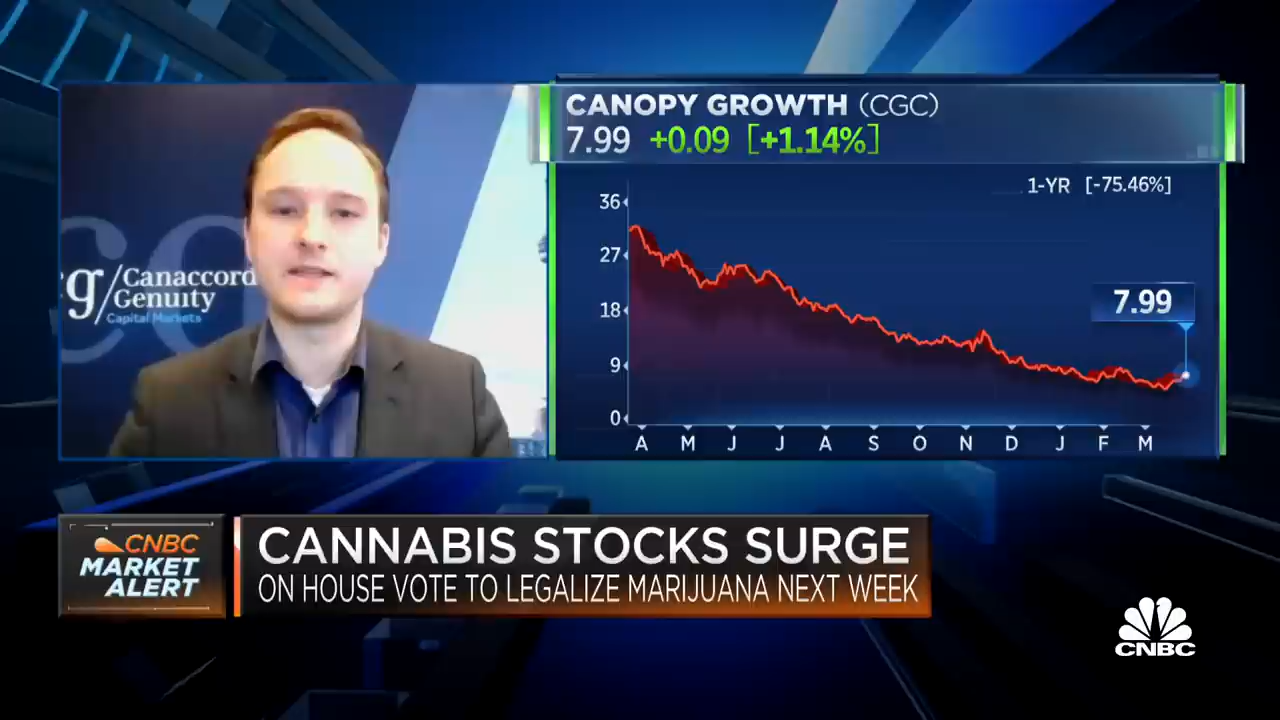 cg/Canaccord
Genuity
Capital Markets
CANOPY GROWTH (CGC)
7.99 +0.09 [+1.14%]
1-YR [-75.46%]
36
27
18
9
0
7.99
A M J J A S O N D J F M
CNBC
MARKET
ALERT
CANNABIS STOCKS SURGE
ON HOUSE VOTE TO LEGALIZE MARIJUANA NEXT WEEK
CNBC